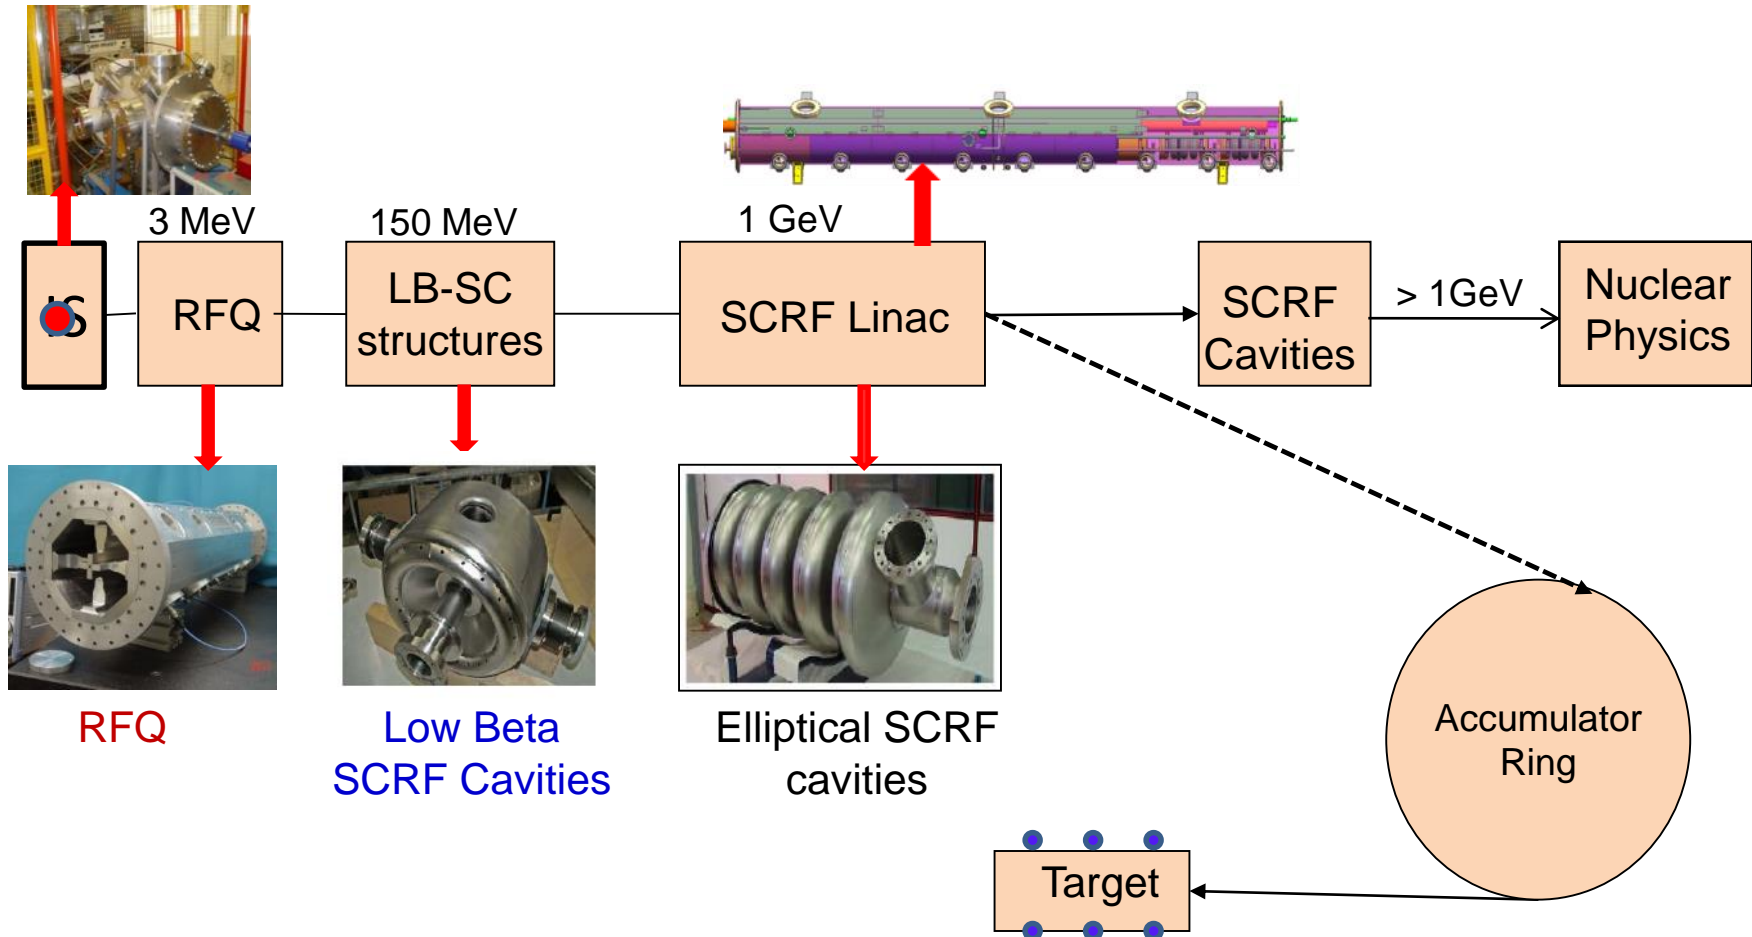 3 MeV
150 MeV
1 GeV
IS
RFQ
LB-SC
structures
SCRF Linac
SCRF
Cavities
> 1GeV
Nuclear
Physics
RFQ
Low Beta
SCRF Cavities
Elliptical SCRF
cavities
Accumulator
Ring
Target